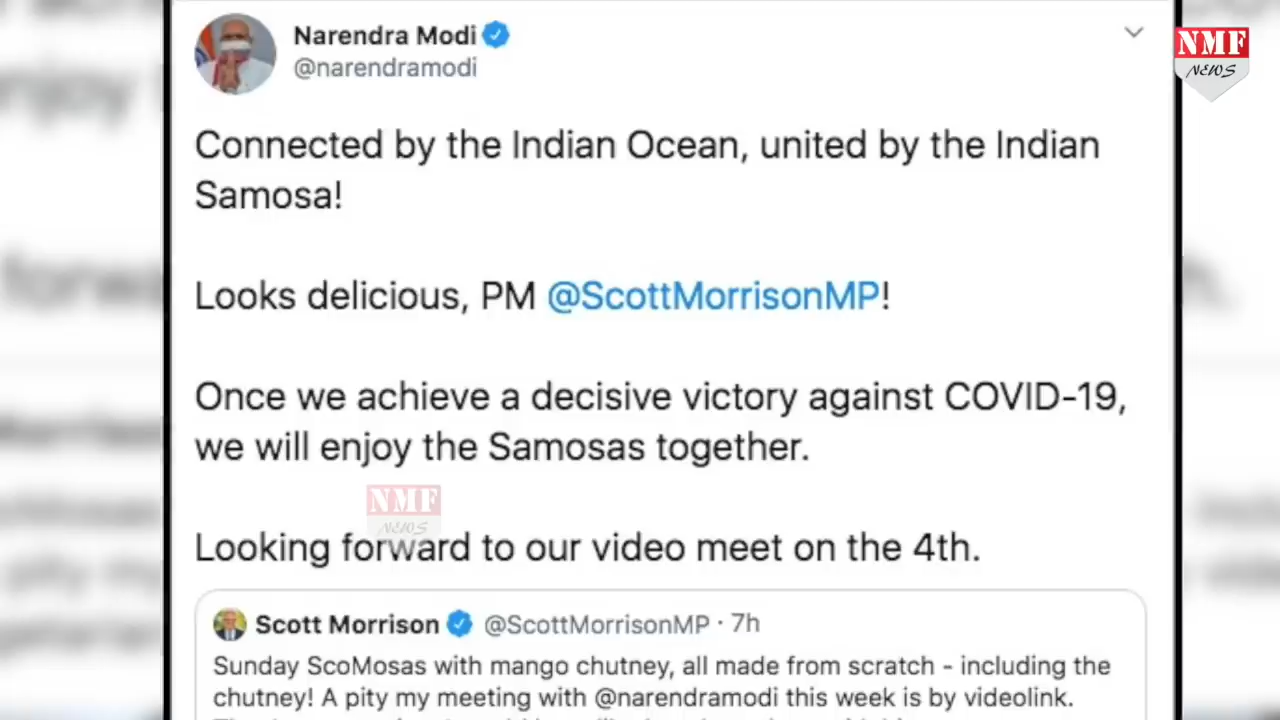 Narendra Modi
@narendramodi
NMF
NEWS
Connected by the Indian Ocean, united by the Indian
Samosa!
Looks delicious, PM @ScottMorrisonMP!
Once we achieve a decisive victory against COVID-19,
we will enjoy the Samosas together.
NMF
NEWS
Looking forward to our video meet on the 4th.
Scott Morrison @ScottMorrisonMP · 7h
Sunday ScoMosas with mango chutney, all made from scratch - including the
chutney! A pity my meeting with @narendramodi this week is by videolink.